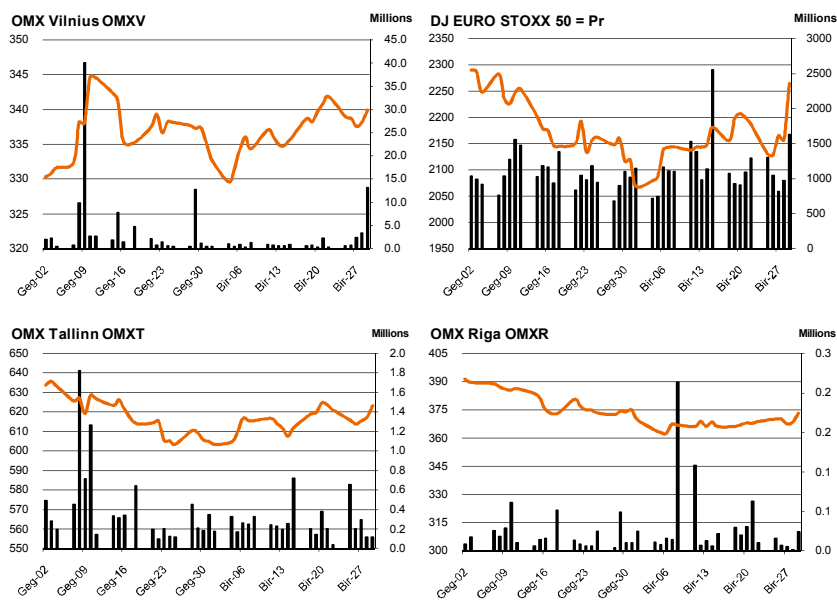 OMX Vilnius OMXV
Millions
350
345
340
335
330
325
320
45.0
40.0
35.0
30.0
25.0
20.0
15.0
10.0
5.0
0.0
Geg-02
Geg-09
Geg-16
Geg-23
Geg-30
Bir-06
Bir-13
Bir-20
Bir-27
DJ EURO STOXX 50 = Pr
Millions
2350
2300
2250
2200
2150
2100
2050
2000
1950
3000
2500
2000
1500
1000
500
0
Geg-02
Geg-09
Geg-16
Geg-23
Geg-30
Bir-06
Bir-13
Bir-20
Bir-27
OMX Tallinn OMXT
Millions
650
640
630
620
610
600
590
580
570
560
550
2.0
1.8
1.6
1.4
1.2
1.0
0.8
0.6
0.4
0.2
0.0
Geg-02
Geg-09
Geg-16
Geg-23
Geg-30
Bir-06
Bir-13
Bir-20
Bir-27
OMX Riga OMXR
Millions
405
390
375
360
345
330
315
300
0.3
0.2
0.2
0.1
0.1
0.0
Geg-02
Geg-09
Geg-16
Geg-23
Geg-30
Bir-06
Bir-13
Bir-20
Bir-27